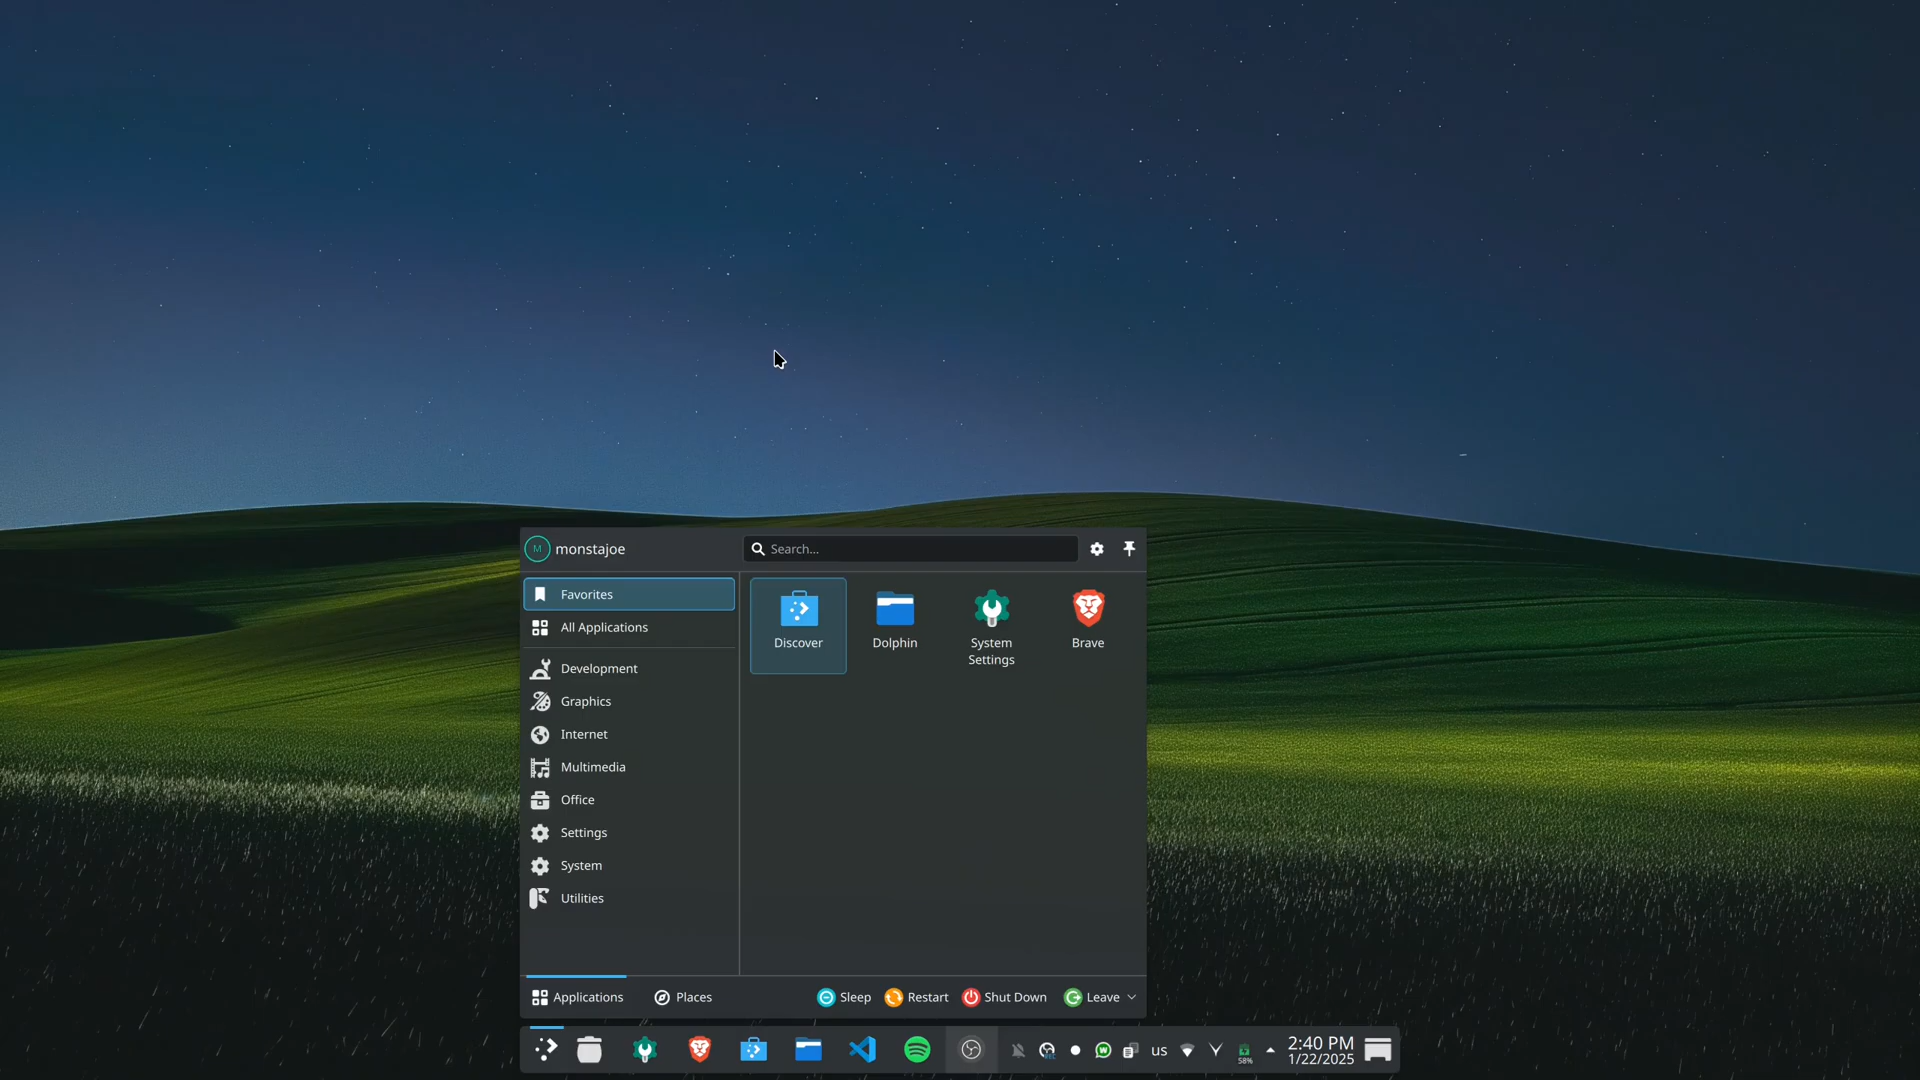 monstajoe
Search...
Favorites
All Applications
Development
Graphics
Internet
Multimedia
Office
Settings
System
Utilities
Discover
Dolphin
System
Settings
Brave
Applications
Places
Sleep
Restart
Shut Down
Leave
us
58%
2:40 PM
1/22/2025